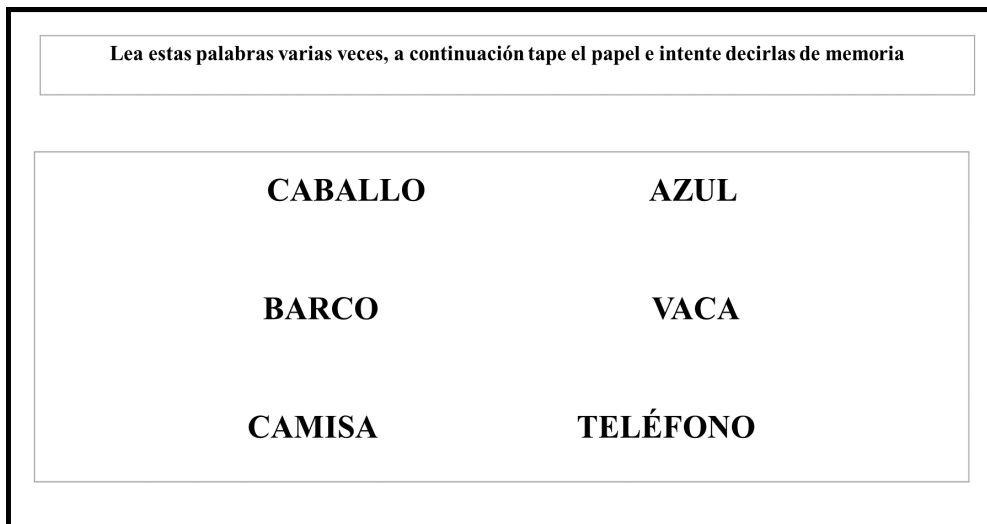 Lea estas palabras varias veces, a continuación tape el papel e intente decirlas de memoria
CABALLO AZUL
BARCO VACA
CAMISA TELÉFONO